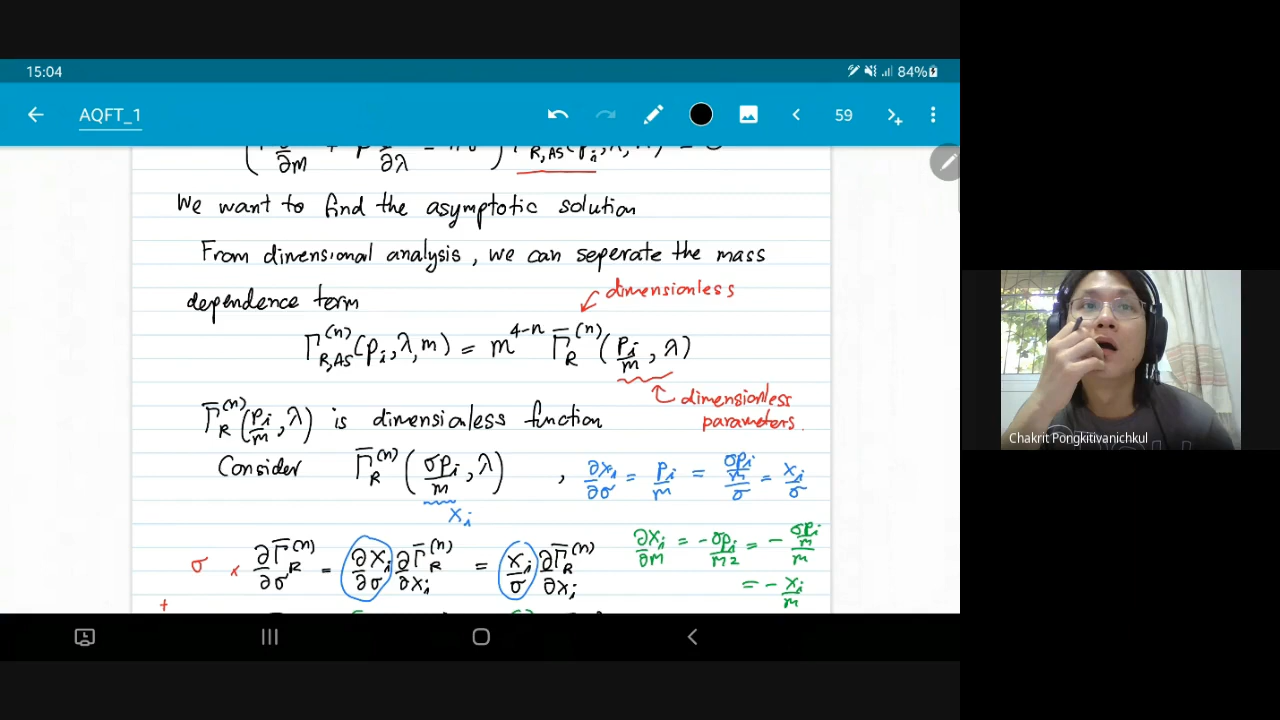 15:04
84%
AQFT_1
59
∂m ∂λ R,AS
We want to find the asymptotic solution
From dimensional analysis, we can seperate the mass
dependence term
dimensionless
Γ_{R,AS}^{(n)}(p_i, λ, m) = m^{4-n} Γ̄_R^{(n)}(p_i/m, λ)
dimensionless
parameters.
Γ̄_R^{(n)}(p_i/m, λ) is dimensionless function
Consider Γ̄_R^{(n)}(σp_i/m, λ) , ∂x_i/∂σ = p_i/m = (σp_i/m)/σ = x_i/σ
x_i
∂x_i/∂m = -σp_i/m2 = -(σp_i/m)/m
= -x_i/m
σ × ∂Γ̄_R^{(n)}/∂σ = ∂x_i/∂σ ∂Γ̄_R^{(n)}/∂x_i = x_i/σ ∂Γ̄_R^{(n)}/∂x_i
+
Chakrit Pongkitivanichkul